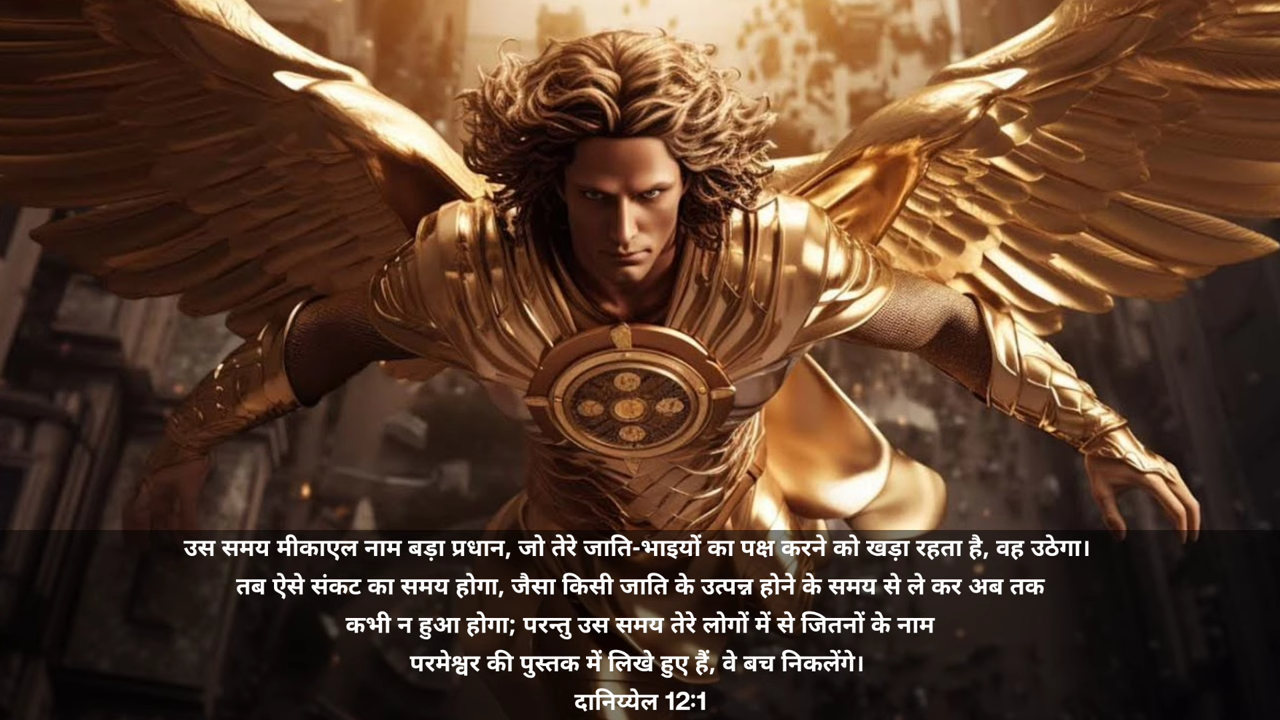 उस समय मीकाएल नाम बड़ा प्रधान, जो तेरे जाति-भाइयों का पक्ष करने को खड़ा रहता है, वह उठेगा।
तब ऐसे संकट का समय होगा, जैसा किसी जाति के उत्पन्न होने के समय से ले कर अब तक
कभी न हुआ होगा; परन्तु उस समय तेरे लोगों में से जितनों के नाम
परमेश्वर की पुस्तक में लिखे हुए हैं, वे बच निकलेंगे।
दानिय्येल 12:1